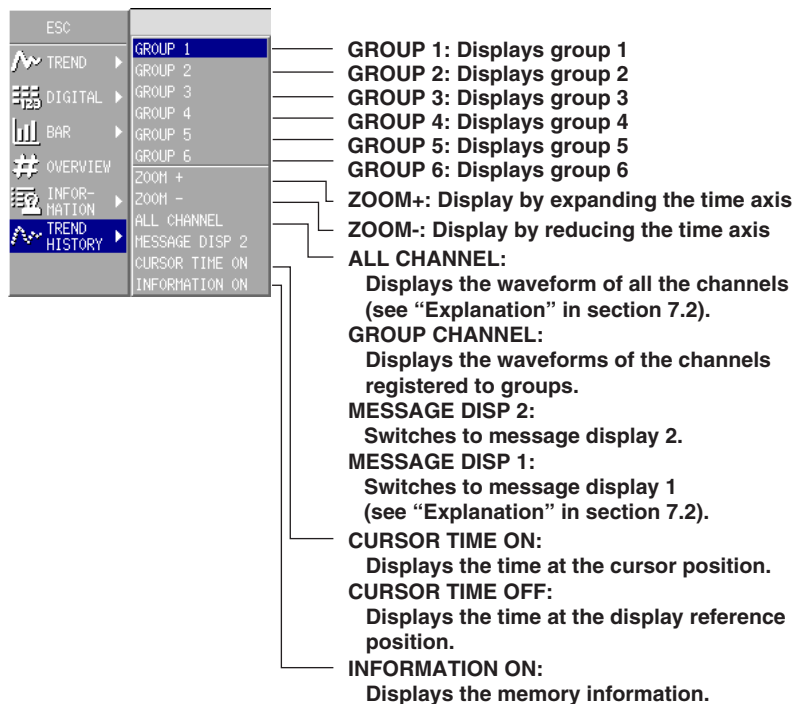 ESC
TREND
DIGITAL
123
BAR
OVERVIEW
INFOR-
MATION
TREND
HISTORY
GROUP 1
GROUP 2
GROUP 3
GROUP 4
GROUP 5
GROUP 6
ZOOM +
ZOOM -
ALL CHANNEL
MESSAGE DISP 2
CURSOR TIME ON
INFORMATION ON
GROUP 1: Displays group 1
GROUP 2: Displays group 2
GROUP 3: Displays group 3
GROUP 4: Displays group 4
GROUP 5: Displays group 5
GROUP 6: Displays group 6
ZOOM+: Display by expanding the time axis
ZOOM-: Display by reducing the time axis
ALL CHANNEL:
Displays the waveform of all the channels
(see “Explanation” in section 7.2).
GROUP CHANNEL:
Displays the waveforms of the channels
registered to groups.
MESSAGE DISP 2:
Switches to message display 2.
MESSAGE DISP 1:
Switches to message display 1
(see “Explanation” in section 7.2).
CURSOR TIME ON:
Displays the time at the cursor position.
CURSOR TIME OFF:
Displays the time at the display reference
position.
INFORMATION ON:
Displays the memory information.